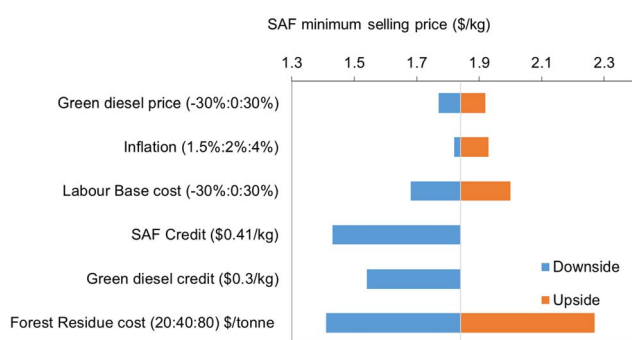 SAF minimum selling price ($/kg)
1.3 1.5 1.7 1.9 2.1 2.3
Green diesel price (-30%:0:30%)
Inflation (1.5%:2%:4%)
Labour Base cost (-30%:0:30%)
SAF Credit ($0.41/kg)
Green diesel credit ($0.3/kg)
Forest Residue cost (20:40:80) $/tonne
Downside
Upside